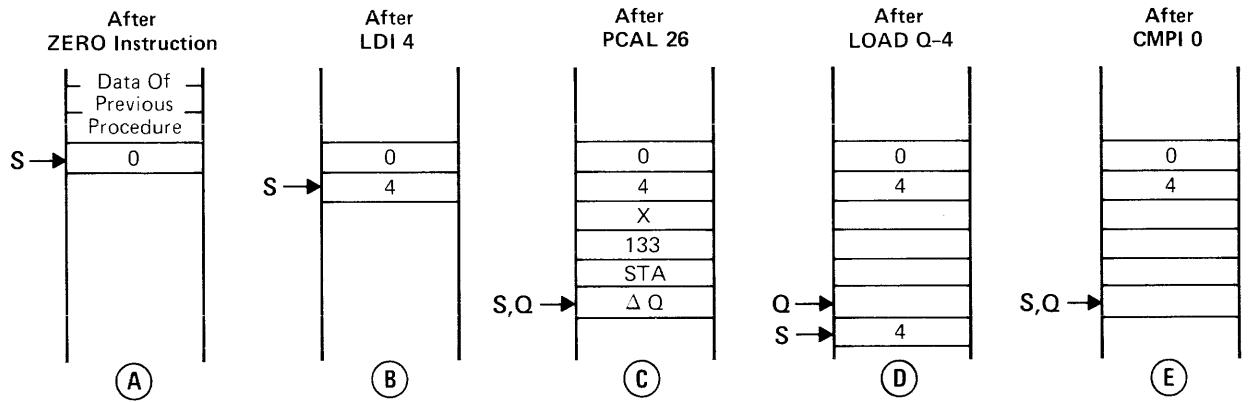 After
ZERO Instruction
Data Of
Previous
Procedure
S
0
A
After
LDI 4
0
S
4
B
After
PCAL 26
0
4
X
133
STA
S,Q
Δ Q
C
After
LOAD Q-4
0
4
Q
S
4
D
After
CMPI 0
0
4
S,Q
E